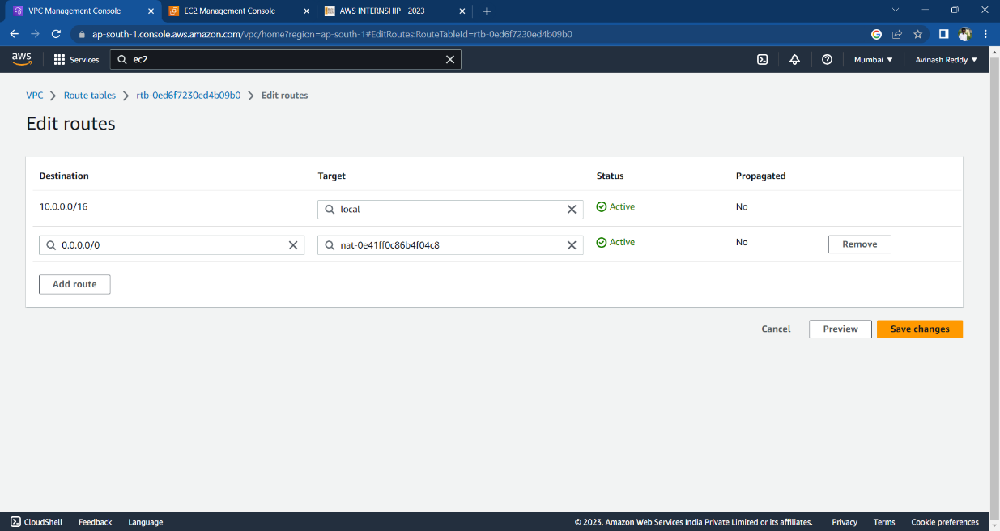 VPC Management Console
EC2 Management Console
AWS INTERNSHIP - 2023
ap-south-1.console.aws.amazon.com/vpc/home?region=ap-south-1#EditRoutes:RouteTableId=rtb-0ed6f7230ed4b09b0
aws Services ec2 Mumbai Avinash Reddy
VPC Route tables rtb-0ed6f7230ed4b09b0 Edit routes
Edit routes
Destination Target Status Propagated
10.0.0.0/16 local Active No
0.0.0.0/0 nat-0e41ff0c86b4f04c8 Active No Remove
Add route
Cancel Preview Save changes
CloudShell Feedback Language © 2023, Amazon Web Services India Private Limited or its affiliates. Privacy Terms Cookie preferences